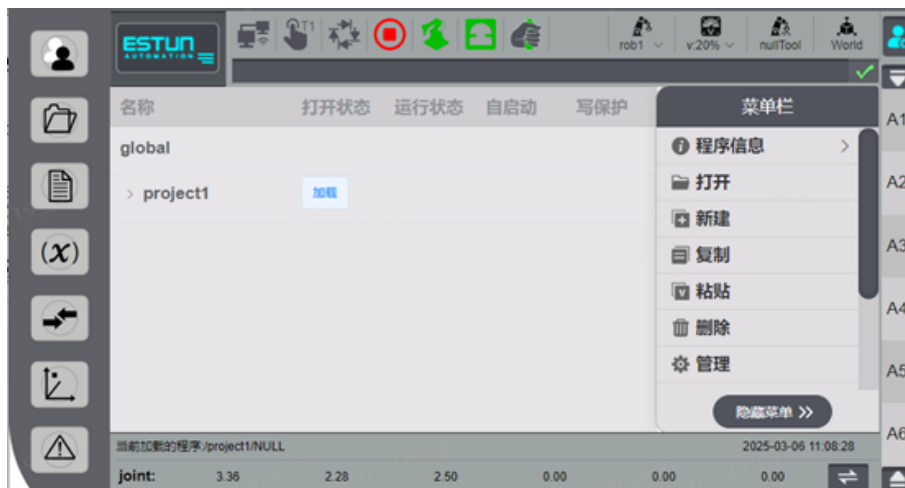 ESTUN
AUTOMATION
T1
rob1
v:20%
nullTool
World
名称 打开状态 运行状态 自启动 写保护
菜单栏
global
project1 加载
程序信息
打开
新建
复制
粘贴
删除
管理
隐藏菜单
(x)
A1
A2
A3
A4
A5
A6
当前加载的程序:/project1/NULL 2025-03-06 11:08:28
joint: 3.36 2.28 2.50 0.00 0.00 0.00